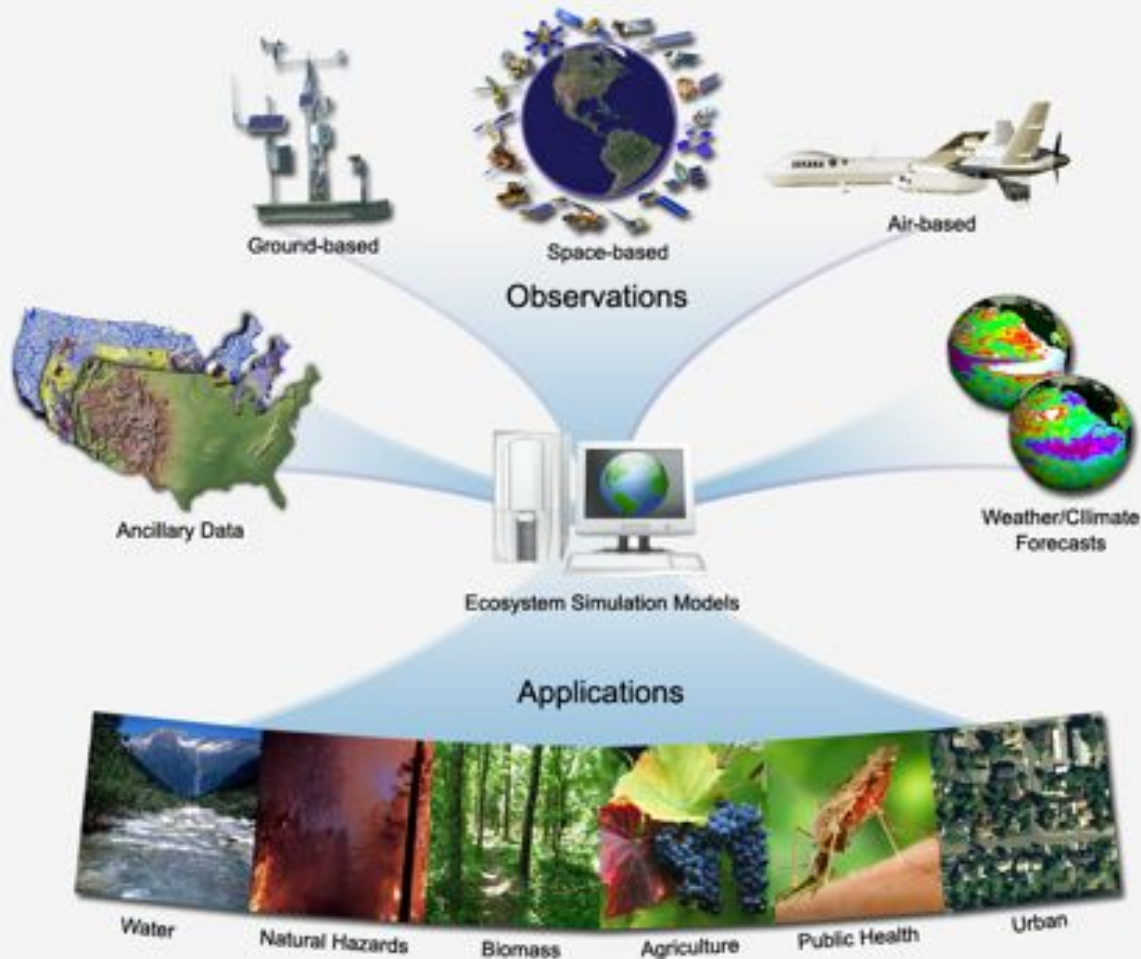 Ground-based
Space-based
Air-based
Observations
Ancillary Data
Weather/Cllimate
Forecasts
Ecosystem Simulation Models
Applications
Water
Natural Hazards
Biomass
Agriculture
Public Health
Urban